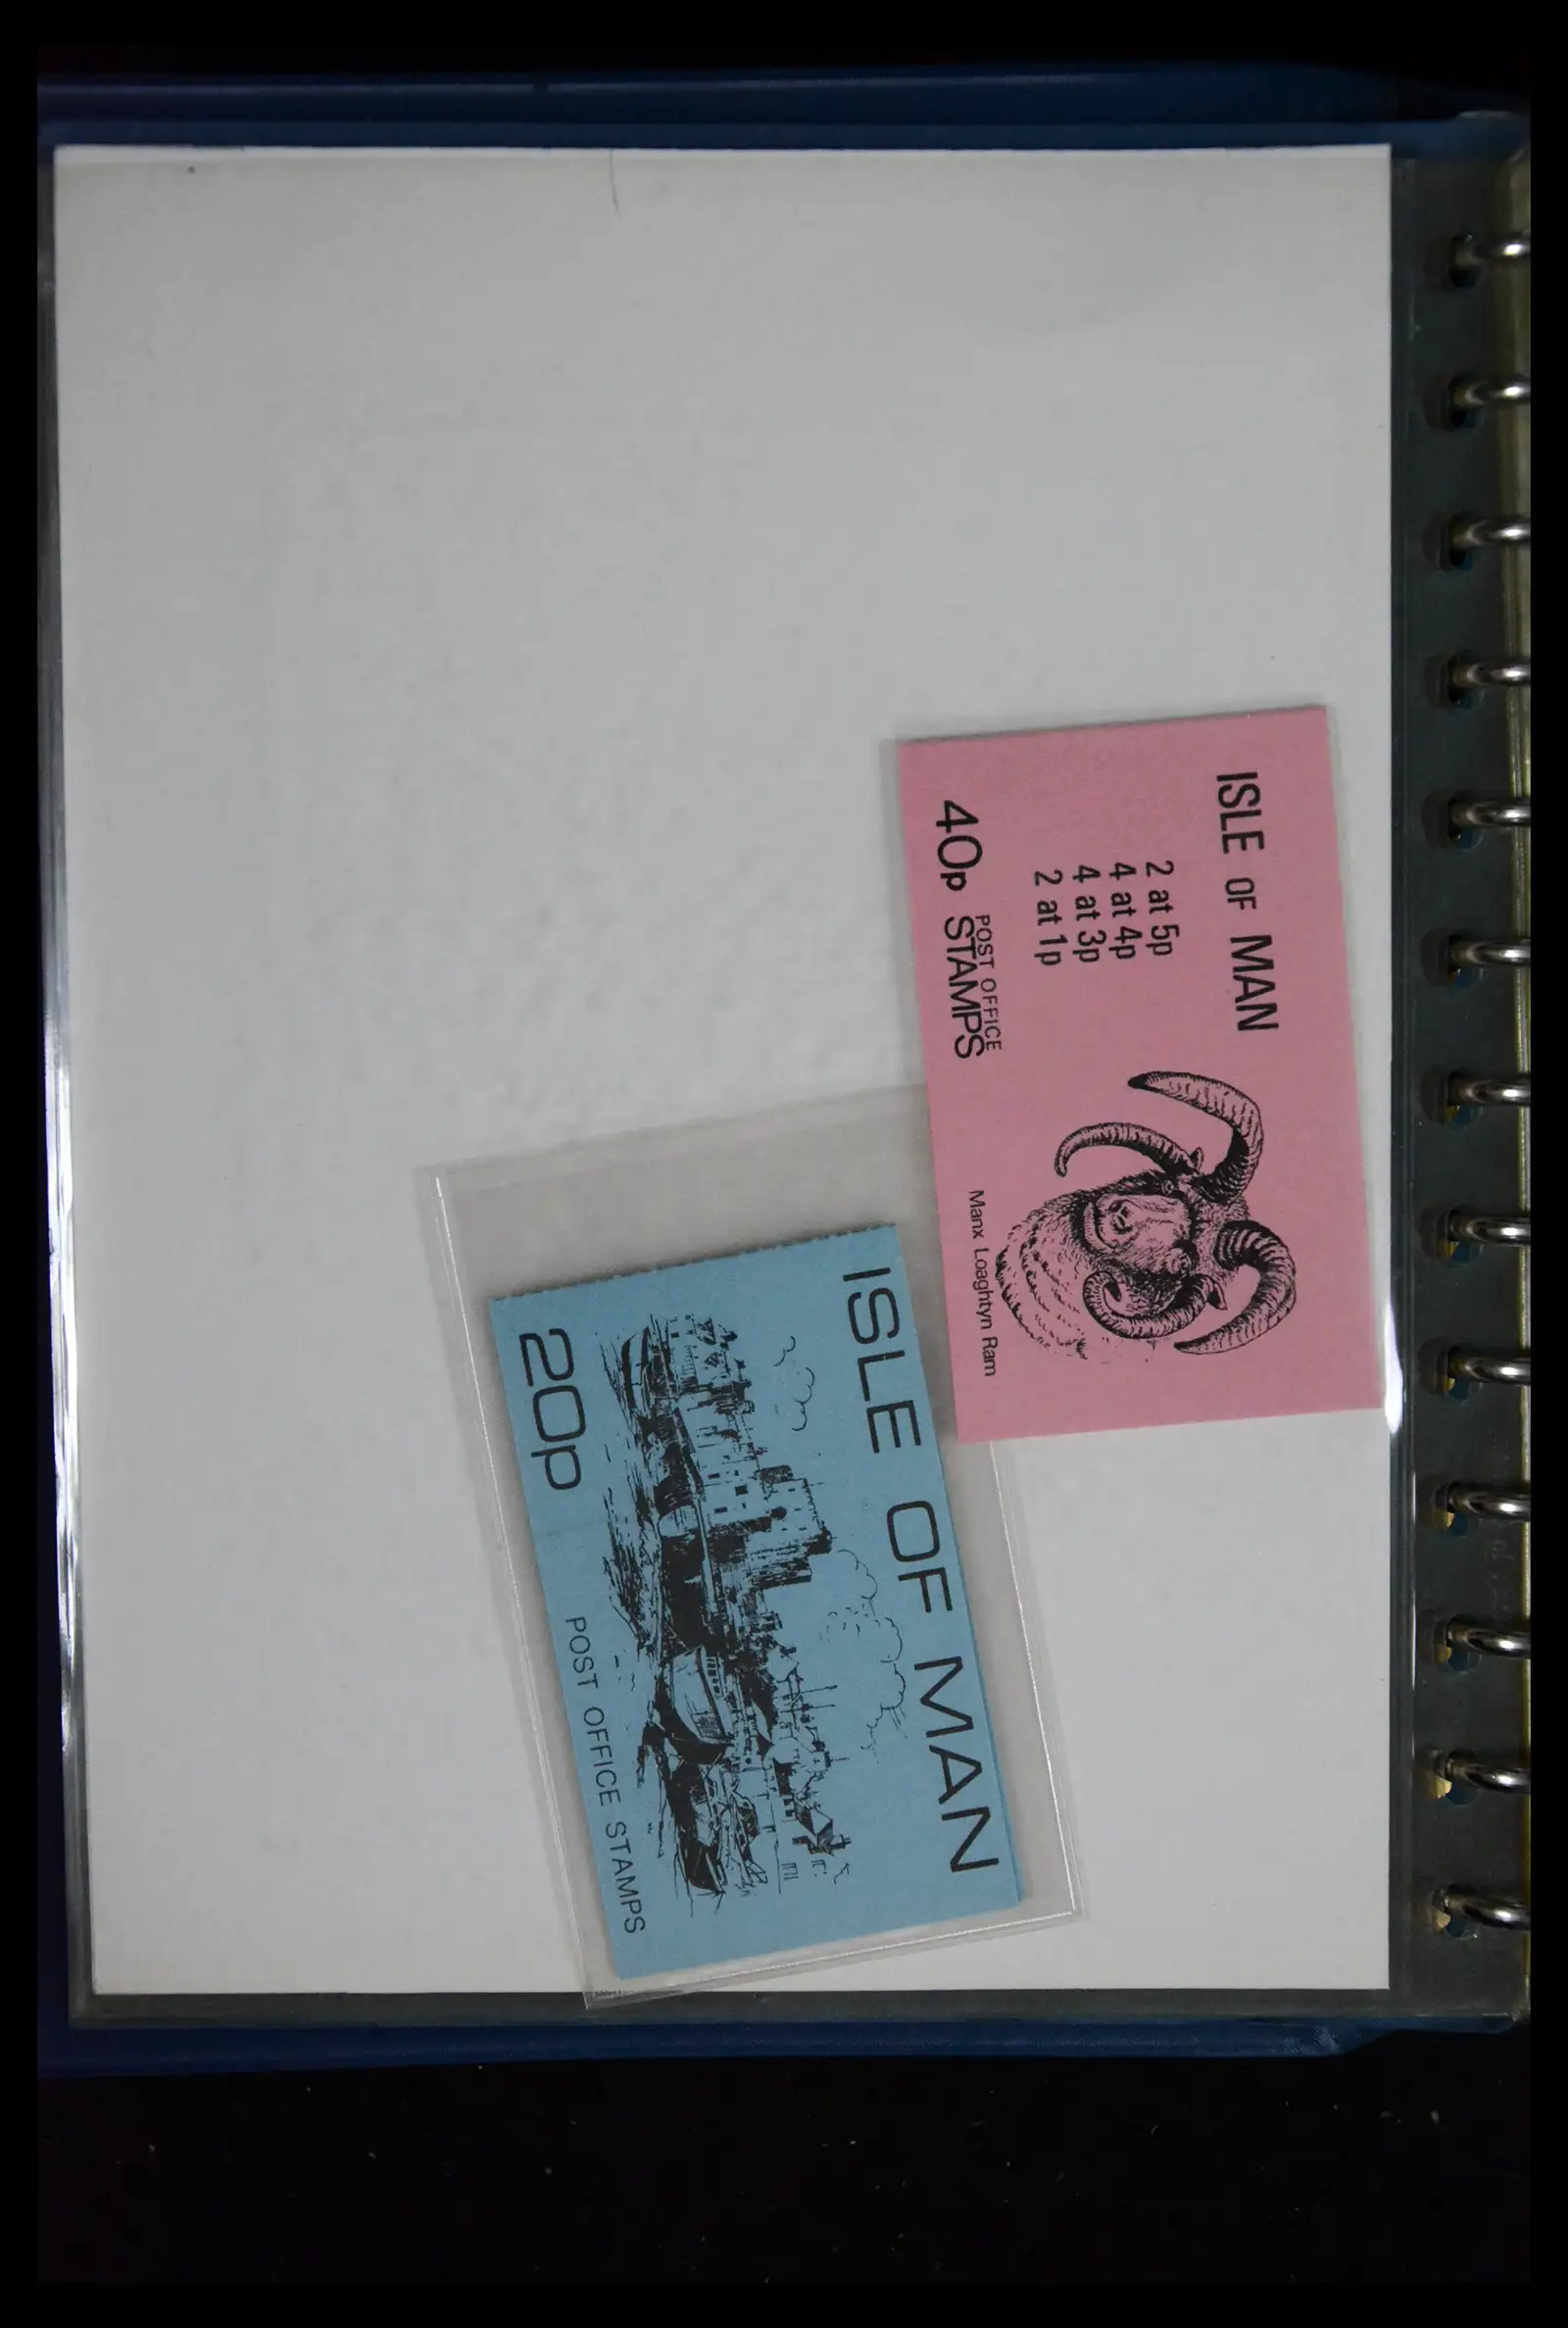 ISLE OF MAN
2 at 5p
4 at 4p
4 at 3p
2 at 1p
40p POST OFFICE
STAMPS
Manx Loaghtyn Ram
ISLE OF MAN
20p
POST OFFICE STAMPS